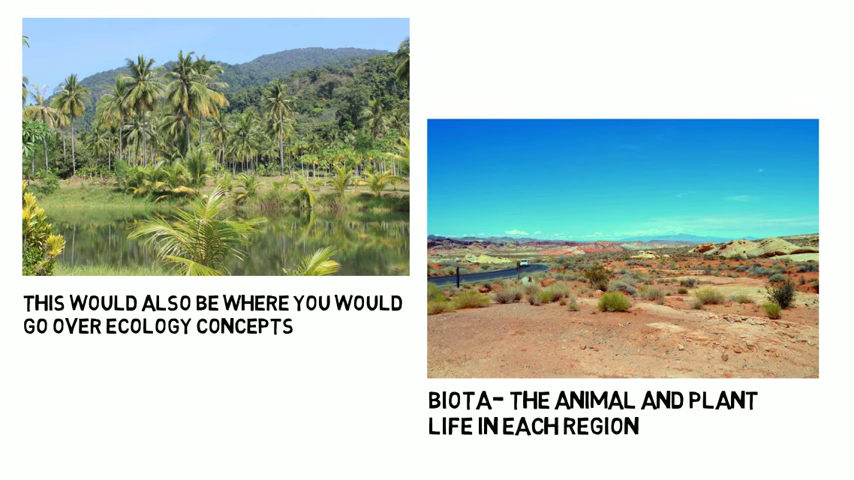 THIS WOULD ALSO BE WHERE YOU WOULD
GO OVER ECOLOGY CONCEPTS
BIOTA- THE ANIMAL AND PLANT
LIFE IN EACH REGION